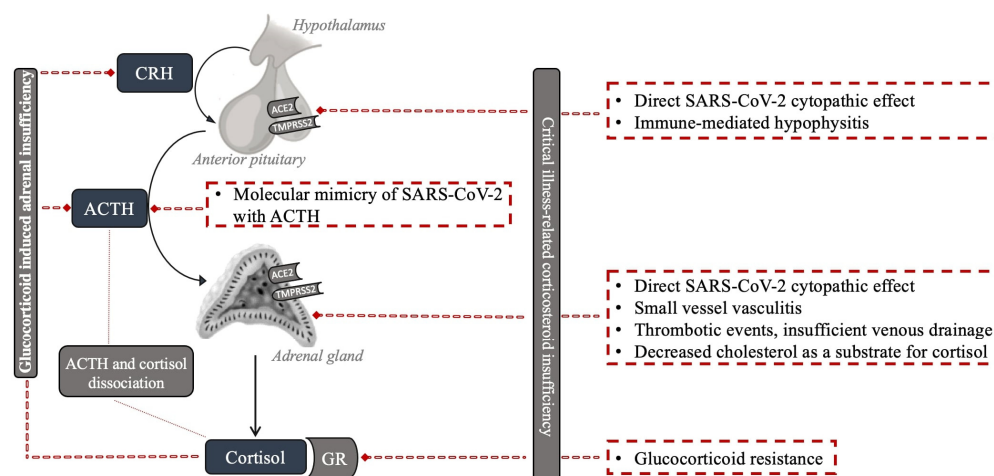 Hypothalamus
CRH
ACE2
TMPRSS2
Anterior pituitary
Glucocorticoid induced adrenal insufficiency
ACTH
• Molecular mimicry of SARS-CoV-2
with ACTH
ACE2
TMPRSS2
Adrenal gland
ACTH and cortisol
dissociation
Cortisol
GR
Critical illness-related corticosteroid insufficiency
• Direct SARS-CoV-2 cytopathic effect
• Immune-mediated hypophysitis
• Direct SARS-CoV-2 cytopathic effect
• Small vessel vasculitis
• Thrombotic events, insufficient venous drainage
• Decreased cholesterol as a substrate for cortisol
• Glucocorticoid resistance